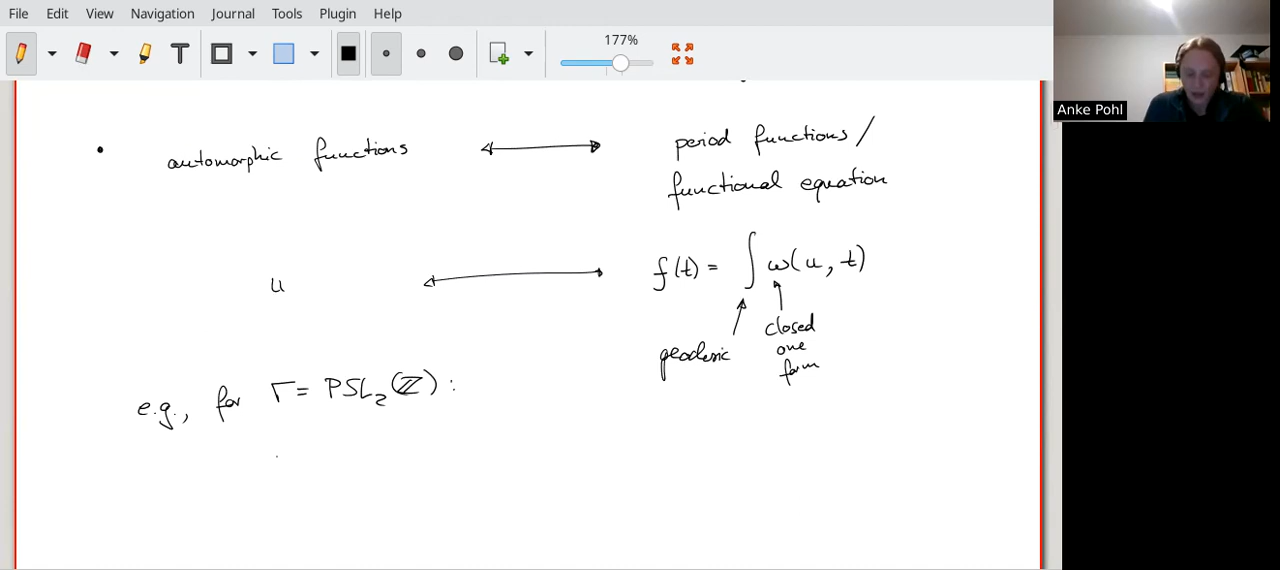 File Edit View Navigation Journal Tools Plugin Help
T 177%
Anke Pohl
• automorphic functions ↔ period functions /
functional equation
u ↔ f(t) = ∫ ω(u, t)
geodesic
closed
one
form
e.g., for Γ = PSL₂(ℤ) :